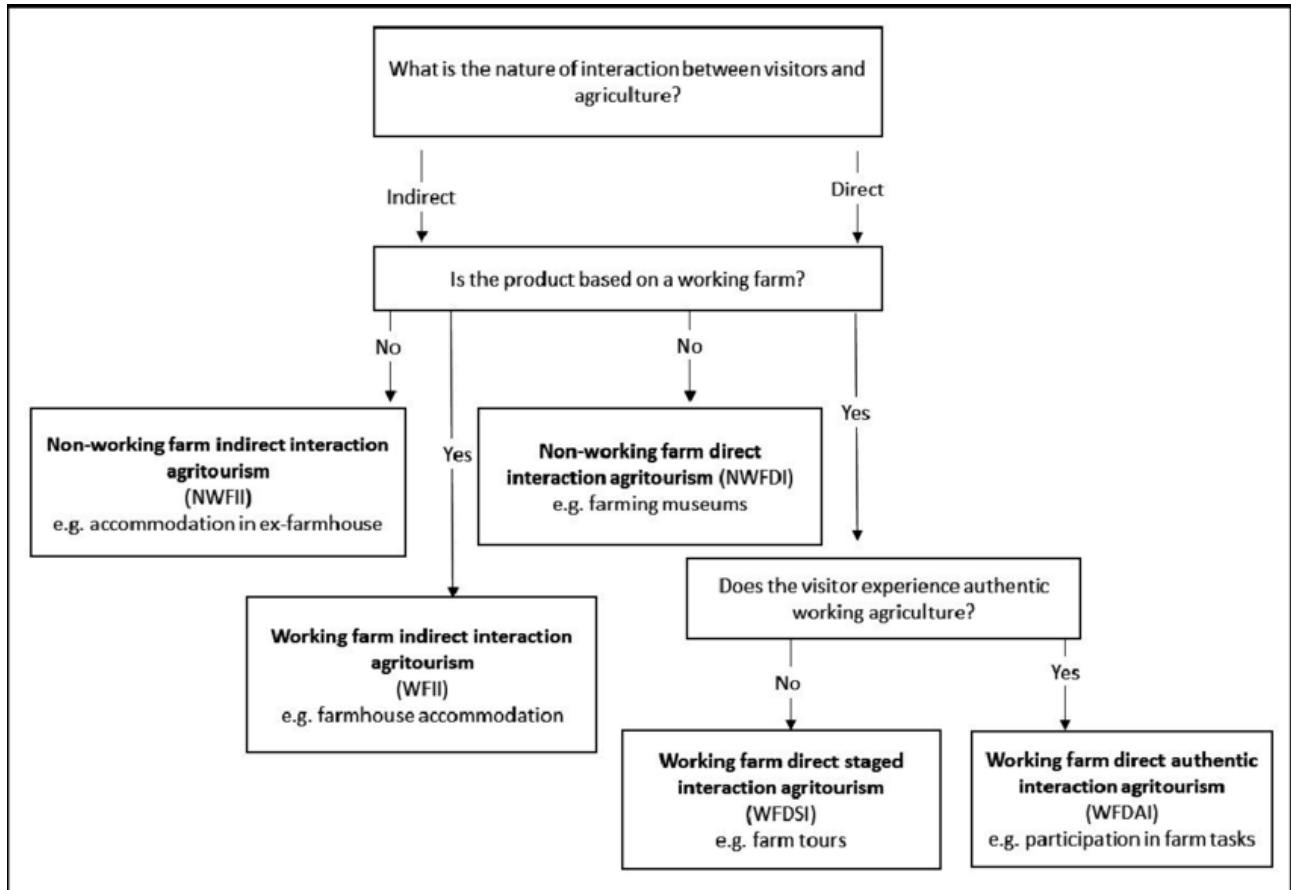 What is the nature of interaction between visitors and
agriculture?
Indirect
Direct
Is the product based on a working farm?
No
No
Yes
Yes
Non-working farm indirect interaction
agritourism
(NWFII)
e.g. accommodation in ex-farmhouse
Non-working farm direct
interaction agritourism (NWFDI)
e.g. farming museums
Working farm indirect interaction
agritourism
(WFII)
e.g. farmhouse accommodation
Does the visitor experience authentic
working agriculture?
No
Yes
Working farm direct staged
interaction agritourism
(WFDSI)
e.g. farm tours
Working farm direct authentic
interaction agritourism
(WFDAI)
e.g. participation in farm tasks